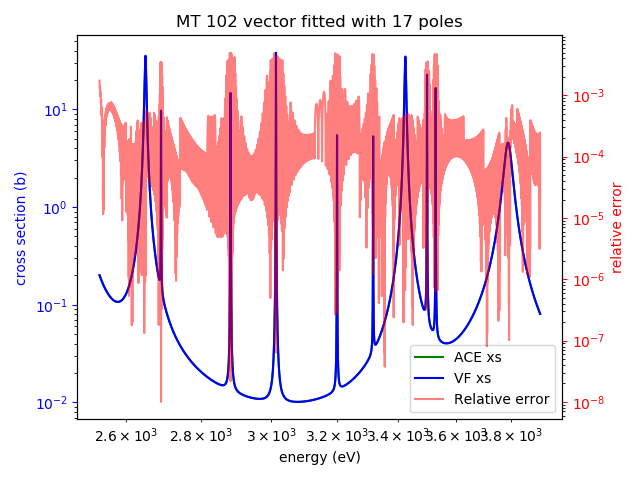 MT 102 vector fitted with 17 poles
cross section (b)
10¹
10⁰
10⁻¹
10⁻²
10⁻³
10⁻⁴
10⁻⁵
10⁻⁶
10⁻⁷
10⁻⁸
relative error
ACE xs
VF xs
Relative error
2.6 × 10³ 2.8 × 10³ 3 × 10³ 3.2 × 10³ 3.4 × 10³ 3.6 × 10³ 3.8 × 10³
energy (eV)